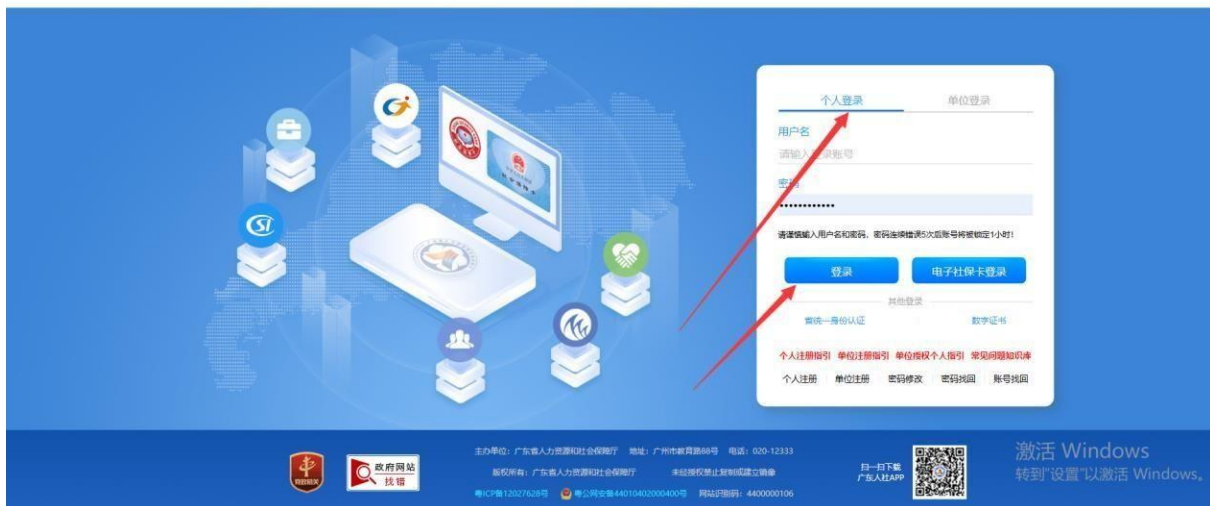 个人登录 单位登录
用户名
请输入登录账号
密码
••••••••••••
请谨慎输入用户名和密码，密码连续错误5次后账号将被锁定1小时！
登录 电子社保卡登录
其他登录
省统一身份认证 数字证书
个人注册指引 单位注册指引 单位授权个人指引 常见问题知识库
个人注册 单位注册 密码修改 密码找回 账号找回
主办单位：广东省人力资源和社会保障厅 地址：广州市教育路88号 电话：020-12333
版权所有：广东省人力资源和社会保障厅 未经授权禁止复制或建立镜像
粤ICP备12027628号 粤公网安备44010402000400号 网站识别码：4400000106
政府网站
找错
党政机关
扫一扫下载
广东人社APP
激活 Windows
转到"设置"以激活 Windows。